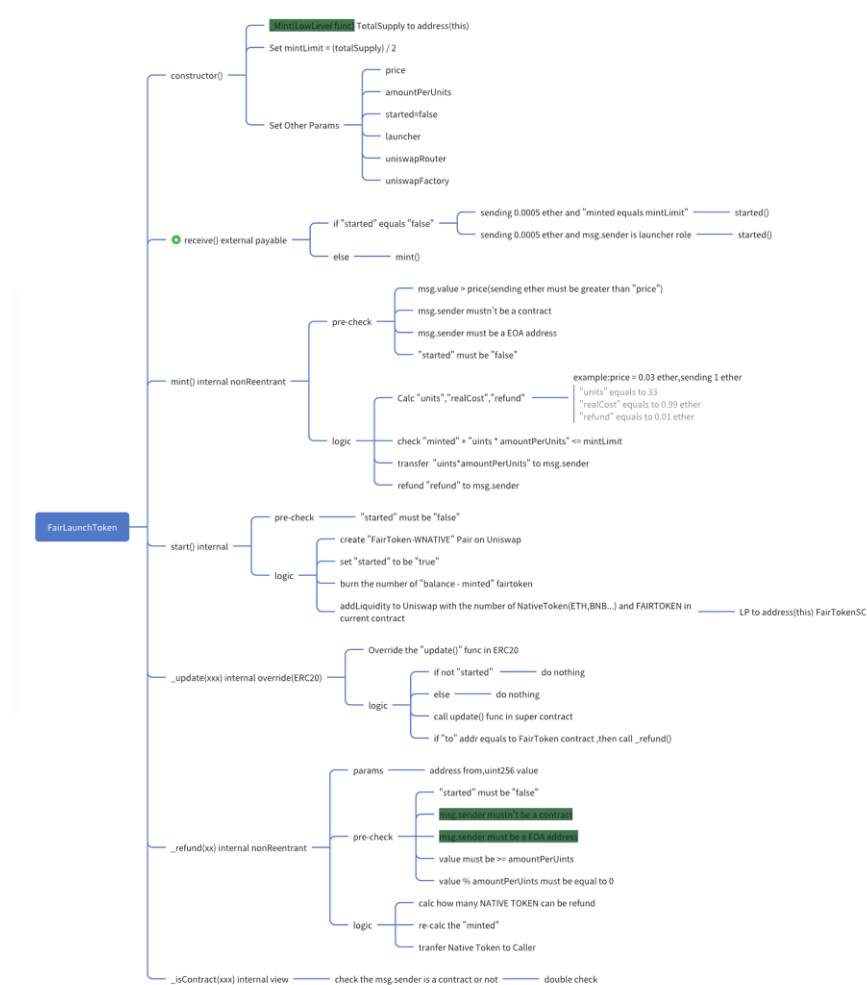 FairLaunchToken
constructor()
_Mint(LowLevel func) TotalSupply to address(this)
Set mintLimit = (totalSupply) / 2
Set Other Params
price
amountPerUnits
started=false
launcher
uniswapRouter
uniswapFactory
receive() external payable
if "started" equals "false"
sending 0.0005 ether and "minted equals mintLimit"
started()
sending 0.0005 ether and msg.sender is launcher role
started()
else
mint()
mint() internal nonReentrant
pre-check
msg.value > price(sending ether must be greater than "price")
msg.sender mustn't be a contract
msg.sender must be a EOA address
"started" must be "false"
logic
Calc "units","realCost","refund"
example:price = 0.03 ether,sending 1 ether
"units" equals to 33
"realCost" equals to 0.99 ether
"refund" equals to 0.01 ether
check "minted" + "uints * amountPerUnits" <= mintLimit
transfer "uints*amountPerUnits" to msg.sender
refund "refund" to msg.sender
start() internal
pre-check
"started" must be "false"
logic
create "FairToken-WNATIVE" Pair on Uniswap
set "started" to be "true"
burn the number of "balance - minted" fairtoken
addLiquidity to Uniswap with the number of NativeToken(ETH,BNB...) and FAIRTOKEN in
current contract
LP to address(this) FairTokenSC
_update(xxx) internal override(ERC20)
Override the "update()" func in ERC20
logic
if not "started"
do nothing
else
do nothing
call update() func in super contract
if "to" addr equals to FairToken contract ,then call _refund()
_refund(xx) internal nonReentrant
params
address from,uint256 value
pre-check
"started" must be "false"
msg.sender mustn't be a contract
msg.sender must be a EOA address
value must be >= amountPerUints
value % amountPerUints must be equal to 0
logic
calc how many NATIVE TOKEN can be refund
re-calc the "minted"
tranfer Native Token to Caller
_isContract(xxx) internal view
check the msg.sender is a contract or not
double check